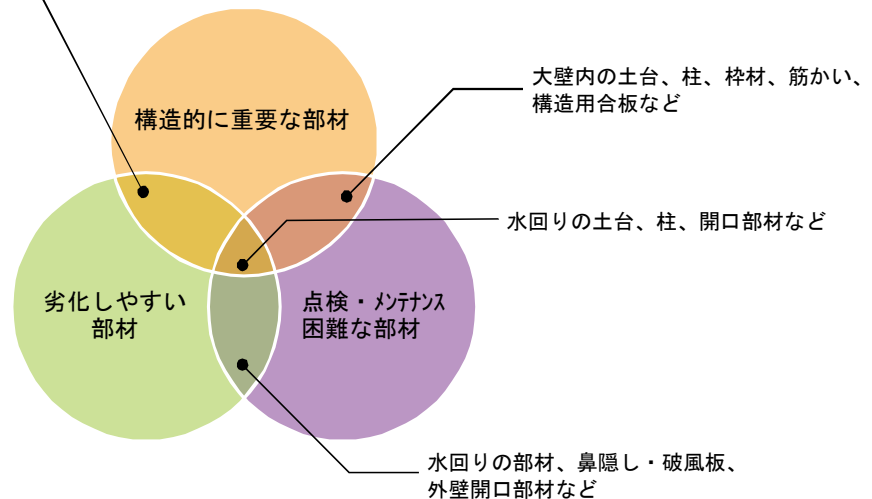 構造的に重要な部材
大壁内の土台、柱、枠材、筋かい、
構造用合板など
水回りの土台、柱、開口部材など
劣化しやすい
部材
点検・ﾒﾝﾃﾅﾝｽ
困難な部材
水回りの部材、鼻隠し・破風板、
外壁開口部材など